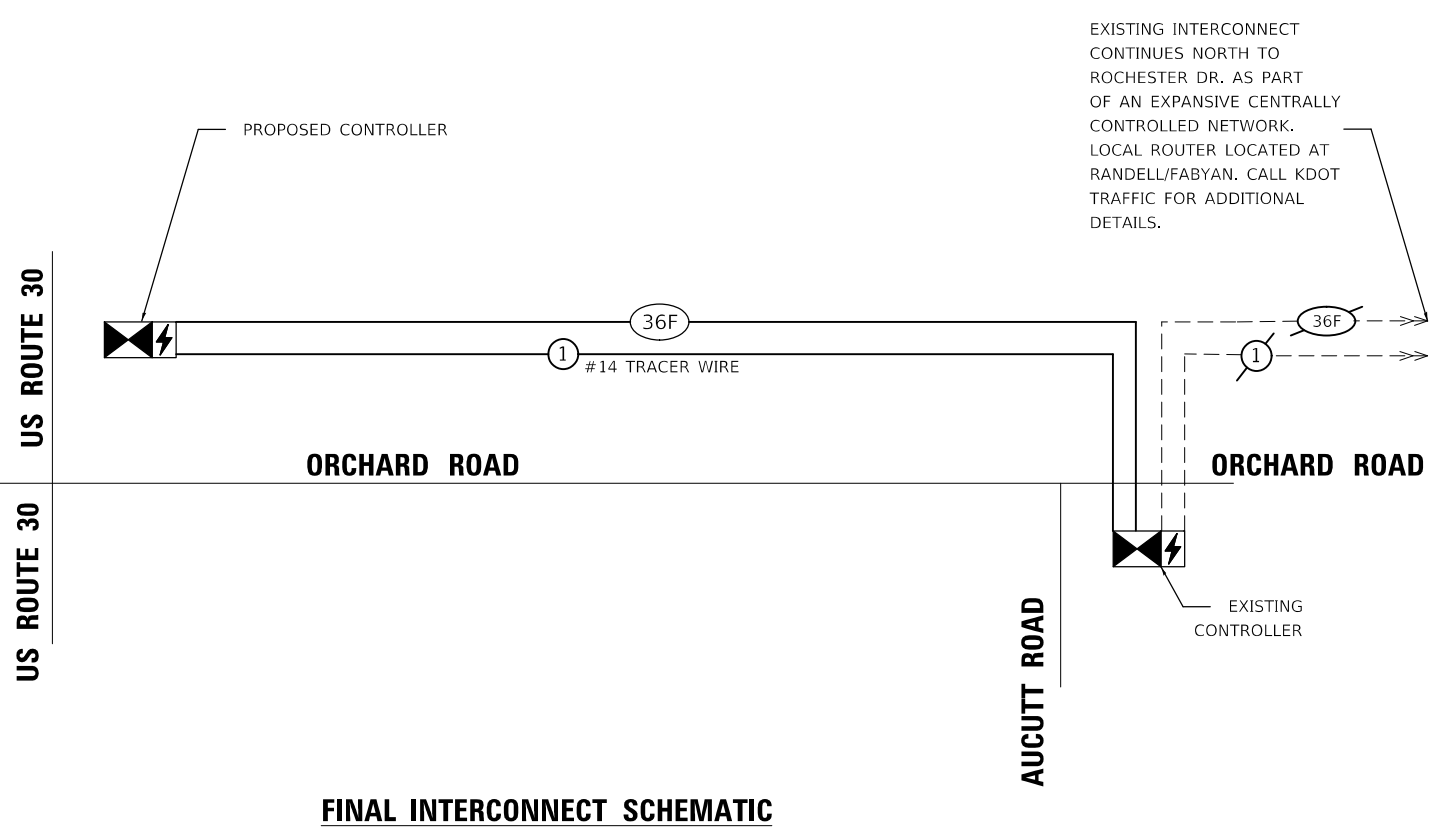 EXISTING INTERCONNECT
CONTINUES NORTH TO
ROCHESTER DR. AS PART
OF AN EXPANSIVE CENTRALLY
CONTROLLED NETWORK.
LOCAL ROUTER LOCATED AT
RANDELL/FABYAN. CALL KDOT
TRAFFIC FOR ADDITIONAL
DETAILS.
PROPOSED CONTROLLER
US ROUTE 30
36F
36F
1
#14 TRACER WIRE
1
ORCHARD ROAD
ORCHARD ROAD
US ROUTE 30
AUCUTT ROAD
EXISTING
CONTROLLER
FINAL INTERCONNECT SCHEMATIC